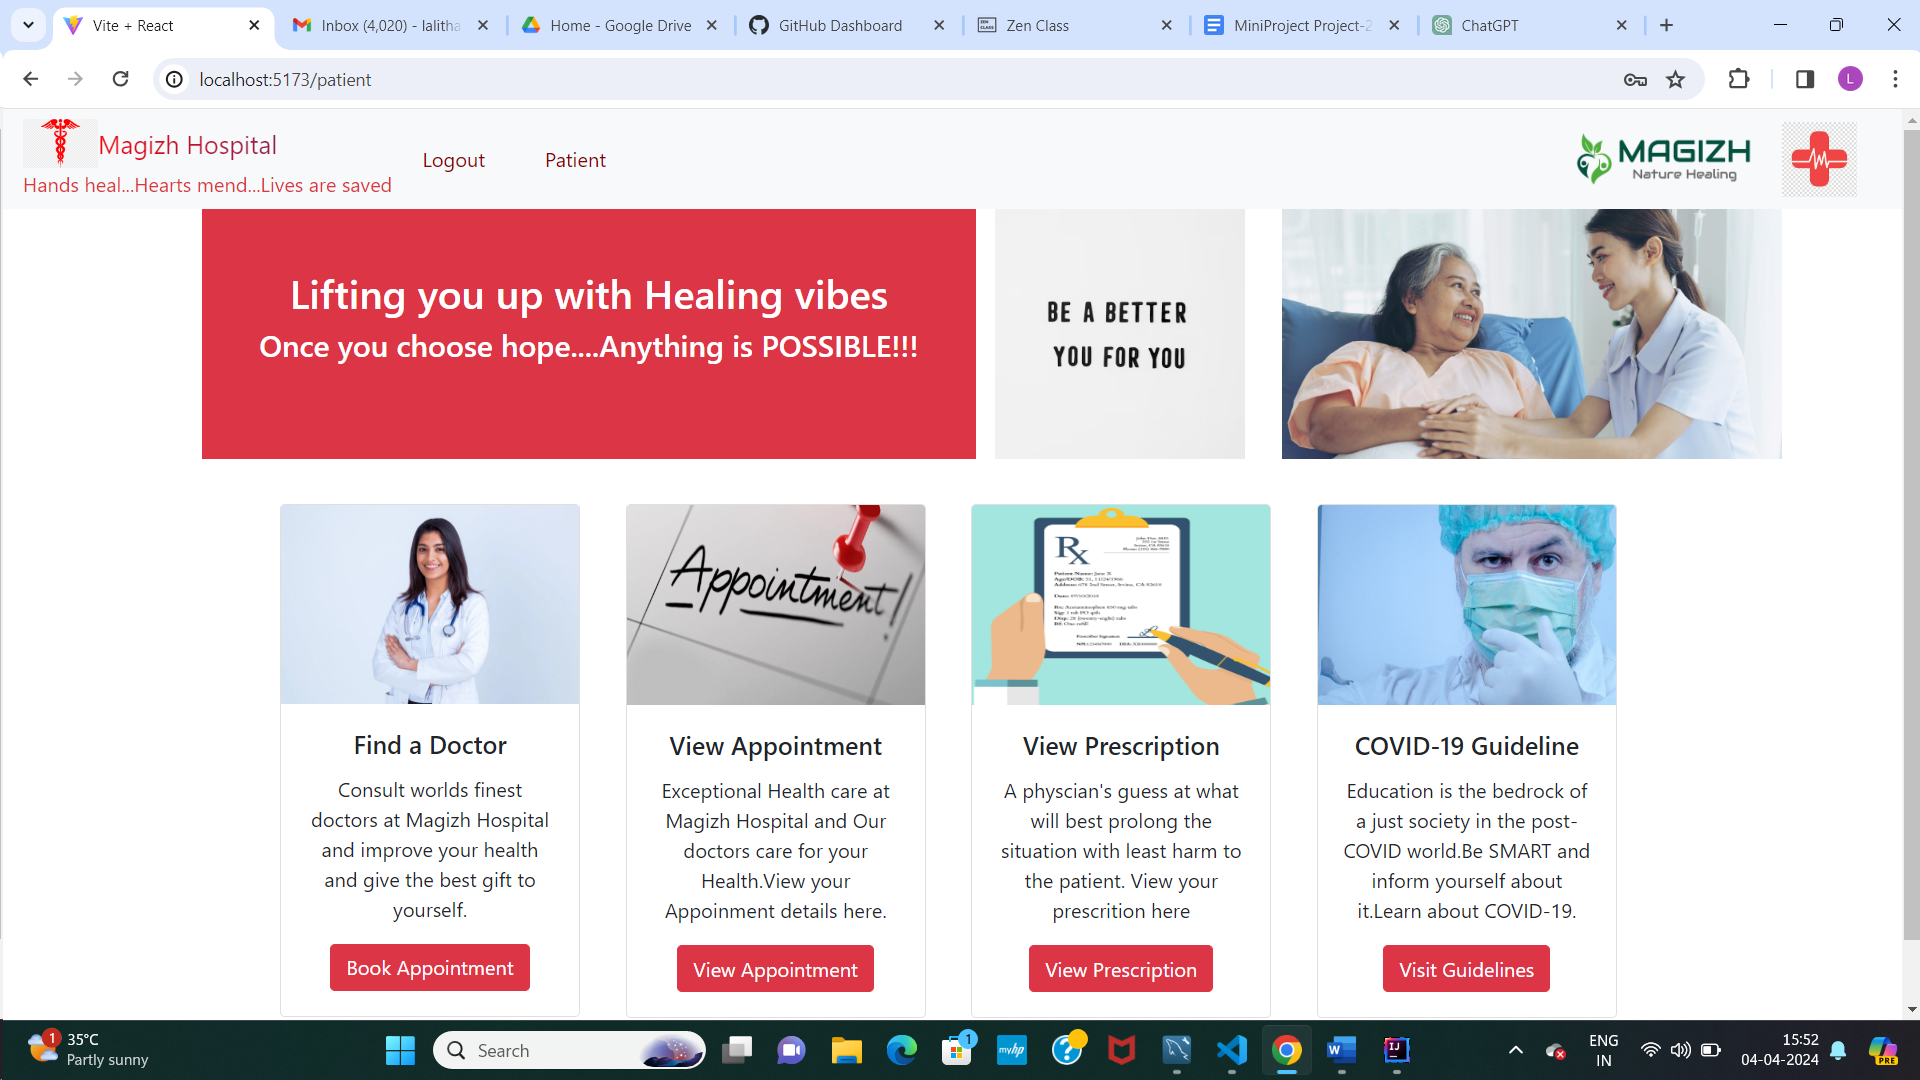 Vite + React
Inbox (4,020) - lalitha
Home - Google Drive
GitHub Dashboard
Zen Class
MiniProject Project-2
ChatGPT
localhost:5173/patient
L
Magizh Hospital
Hands heal...Hearts mend...Lives are saved
Logout
Patient
MAGIZH
Nature Healing
Lifting you up with Healing vibes
Once you choose hope....Anything is POSSIBLE!!!
BE A BETTER
YOU FOR YOU
Appointment!
Rx
Find a Doctor
Consult worlds finest
doctors at Magizh Hospital
and improve your health
and give the best gift to
yourself.
Book Appointment
View Appointment
Exceptional Health care at
Magizh Hospital and Our
doctors care for your
Health.View your
Appoinment details here.
View Appointment
View Prescription
A physcian's guess at what
will best prolong the
situation with least harm to
the patient. View your
prescrition here
View Prescription
COVID-19 Guideline
Education is the bedrock of
a just society in the post-
COVID world.Be SMART and
inform yourself about
it.Learn about COVID-19.
Visit Guidelines
1
35°C
Partly sunny
Search
1
myhp
IJ
ENG
IN
15:52
04-04-2024
PRE